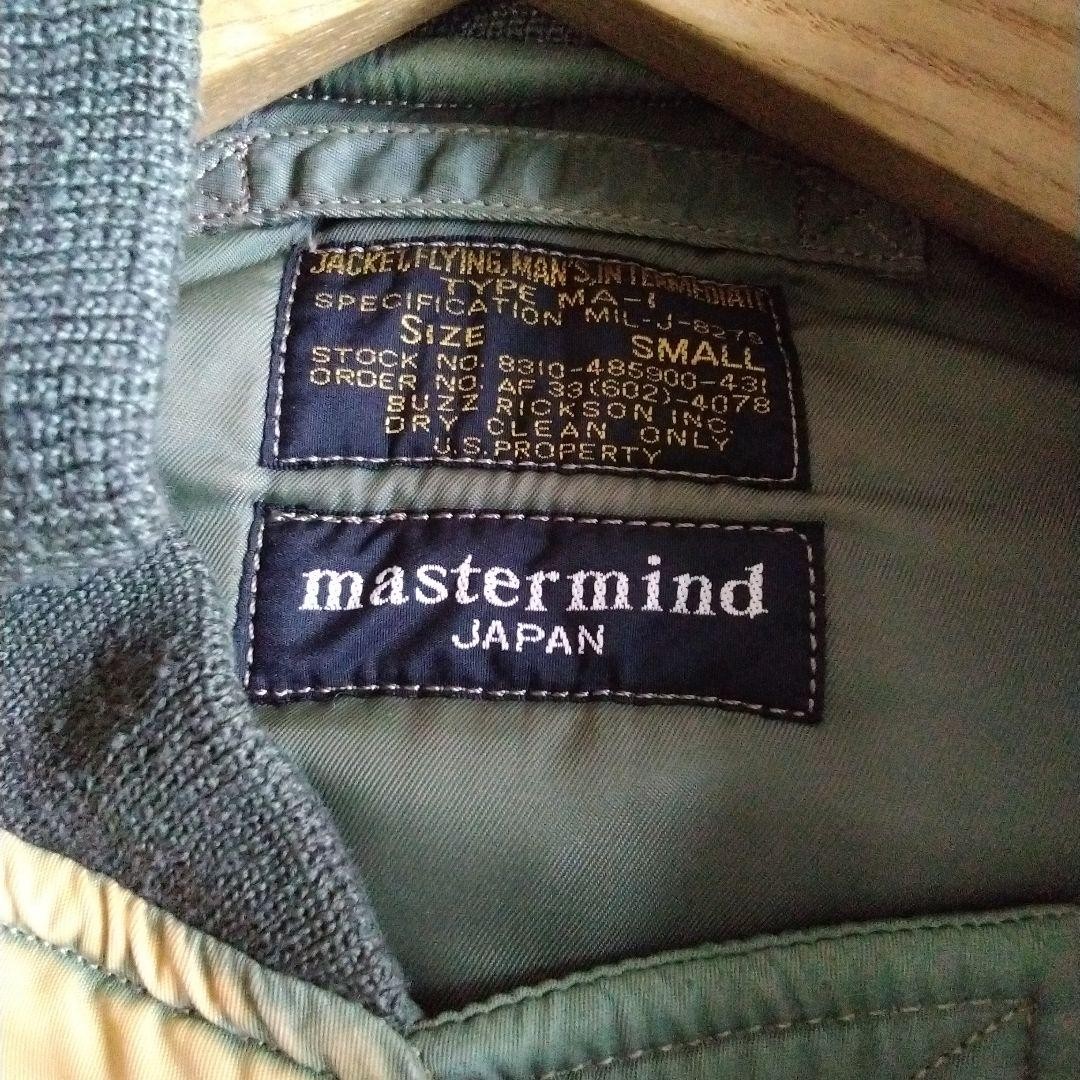 JACKET, FLYING, MAN'S, INTERMEDIATE
TYPE MA-1
SPECIFICATION MIL-J-8279
SIZE SMALL
STOCK NO. 8310-485900-431
ORDER NO. AF 33(602)-4078
BUZZ RICKSON INC.
DRY CLEAN ONLY
U.S. PROPERTY
mastermind
JAPAN